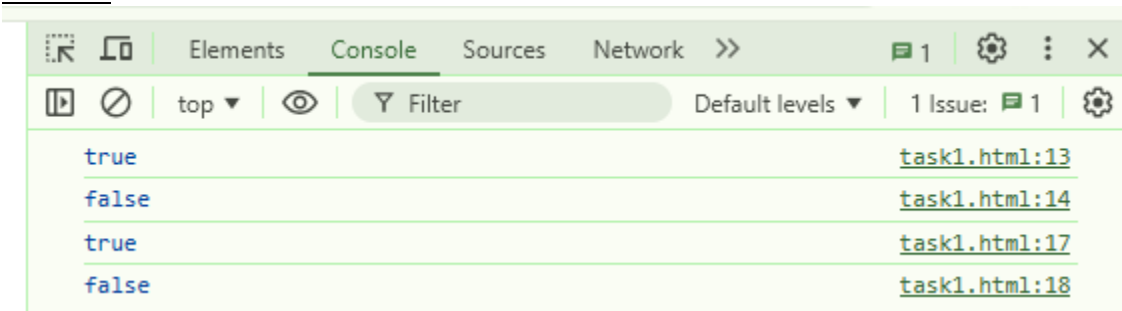 Elements Console Sources Network 1
top Filter Default levels 1 Issue: 1
true task1.html:13
false task1.html:14
true task1.html:17
false task1.html:18